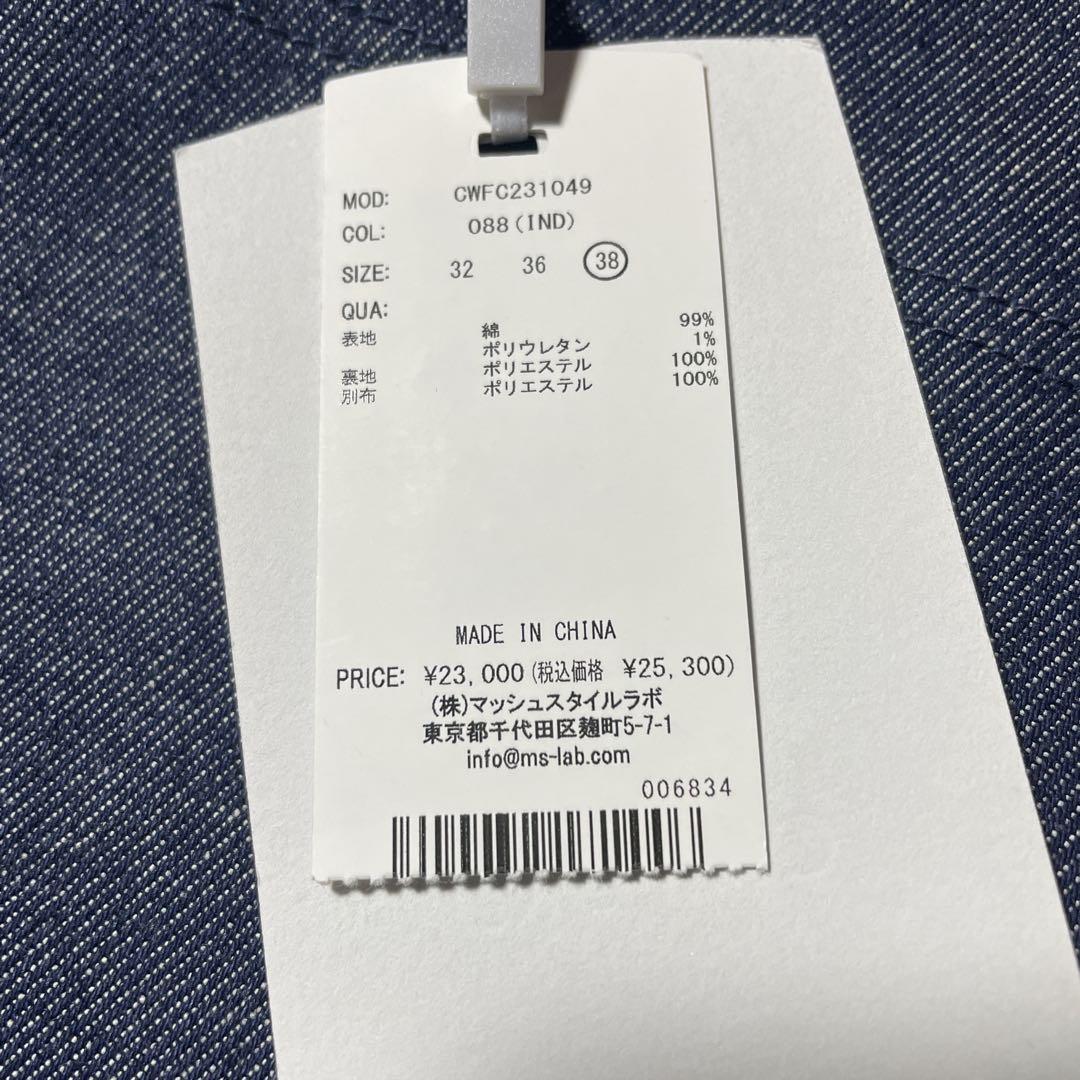 MOD: CWFC231049
COL: 088(IND)
SIZE: 32 36 38
QUA:
表地 綿 99%
ポリウレタン 1%
裏地 ポリエステル 100%
別布 ポリエステル 100%
MADE IN CHINA
PRICE: ¥23,000(税込価格 ¥25,300)
(株)マッシュスタイルラボ
東京都千代田区麹町5-7-1
info@ms-lab.com
006834